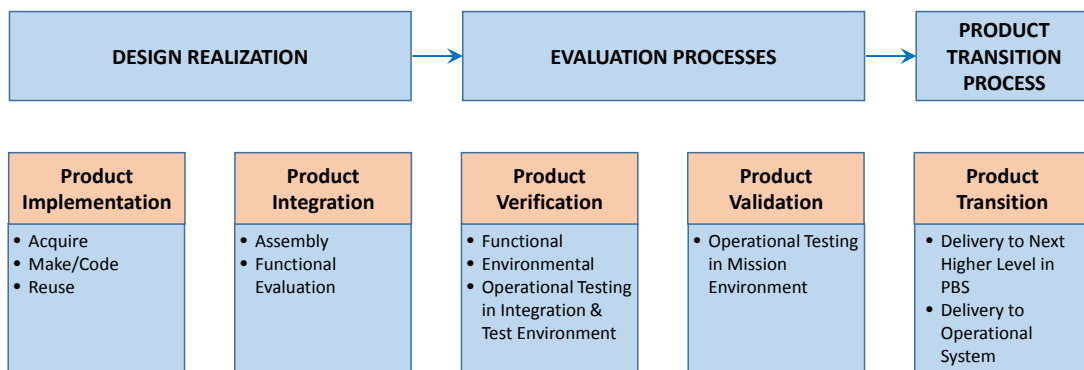 DESIGN REALIZATION
EVALUATION PROCESSES
PRODUCT
TRANSITION
PROCESS
Product
Implementation
• Acquire
• Make/Code
• Reuse
Product
Integration
• Assembly
• Functional
Evaluation
Product
Verification
• Functional
• Environmental
• Operational Testing
in Integration &
Test Environment
Product
Validation
• Operational Testing
in Mission
Environment
Product
Transition
• Delivery to Next
Higher Level in
PBS
• Delivery to
Operational
System